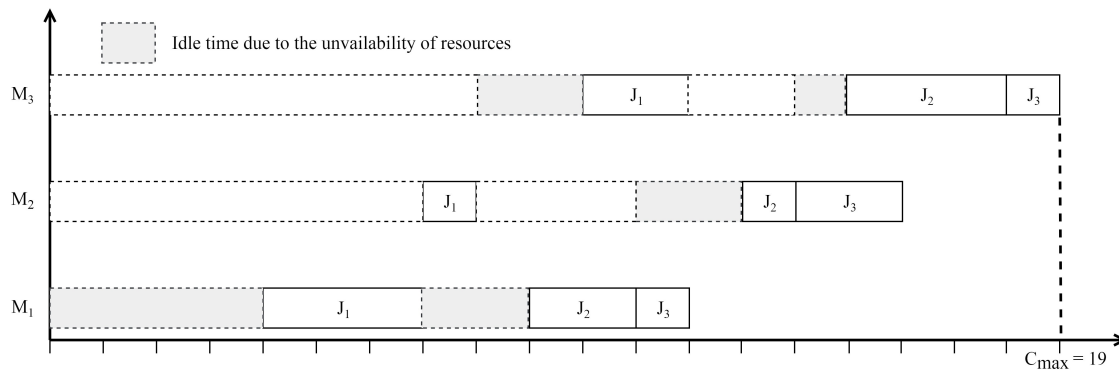 Idle time due to the unvailability of resources
M3 J1 J2 J3
M2 J1 J2 J3
M1 J1 J2 J3
Cmax = 19